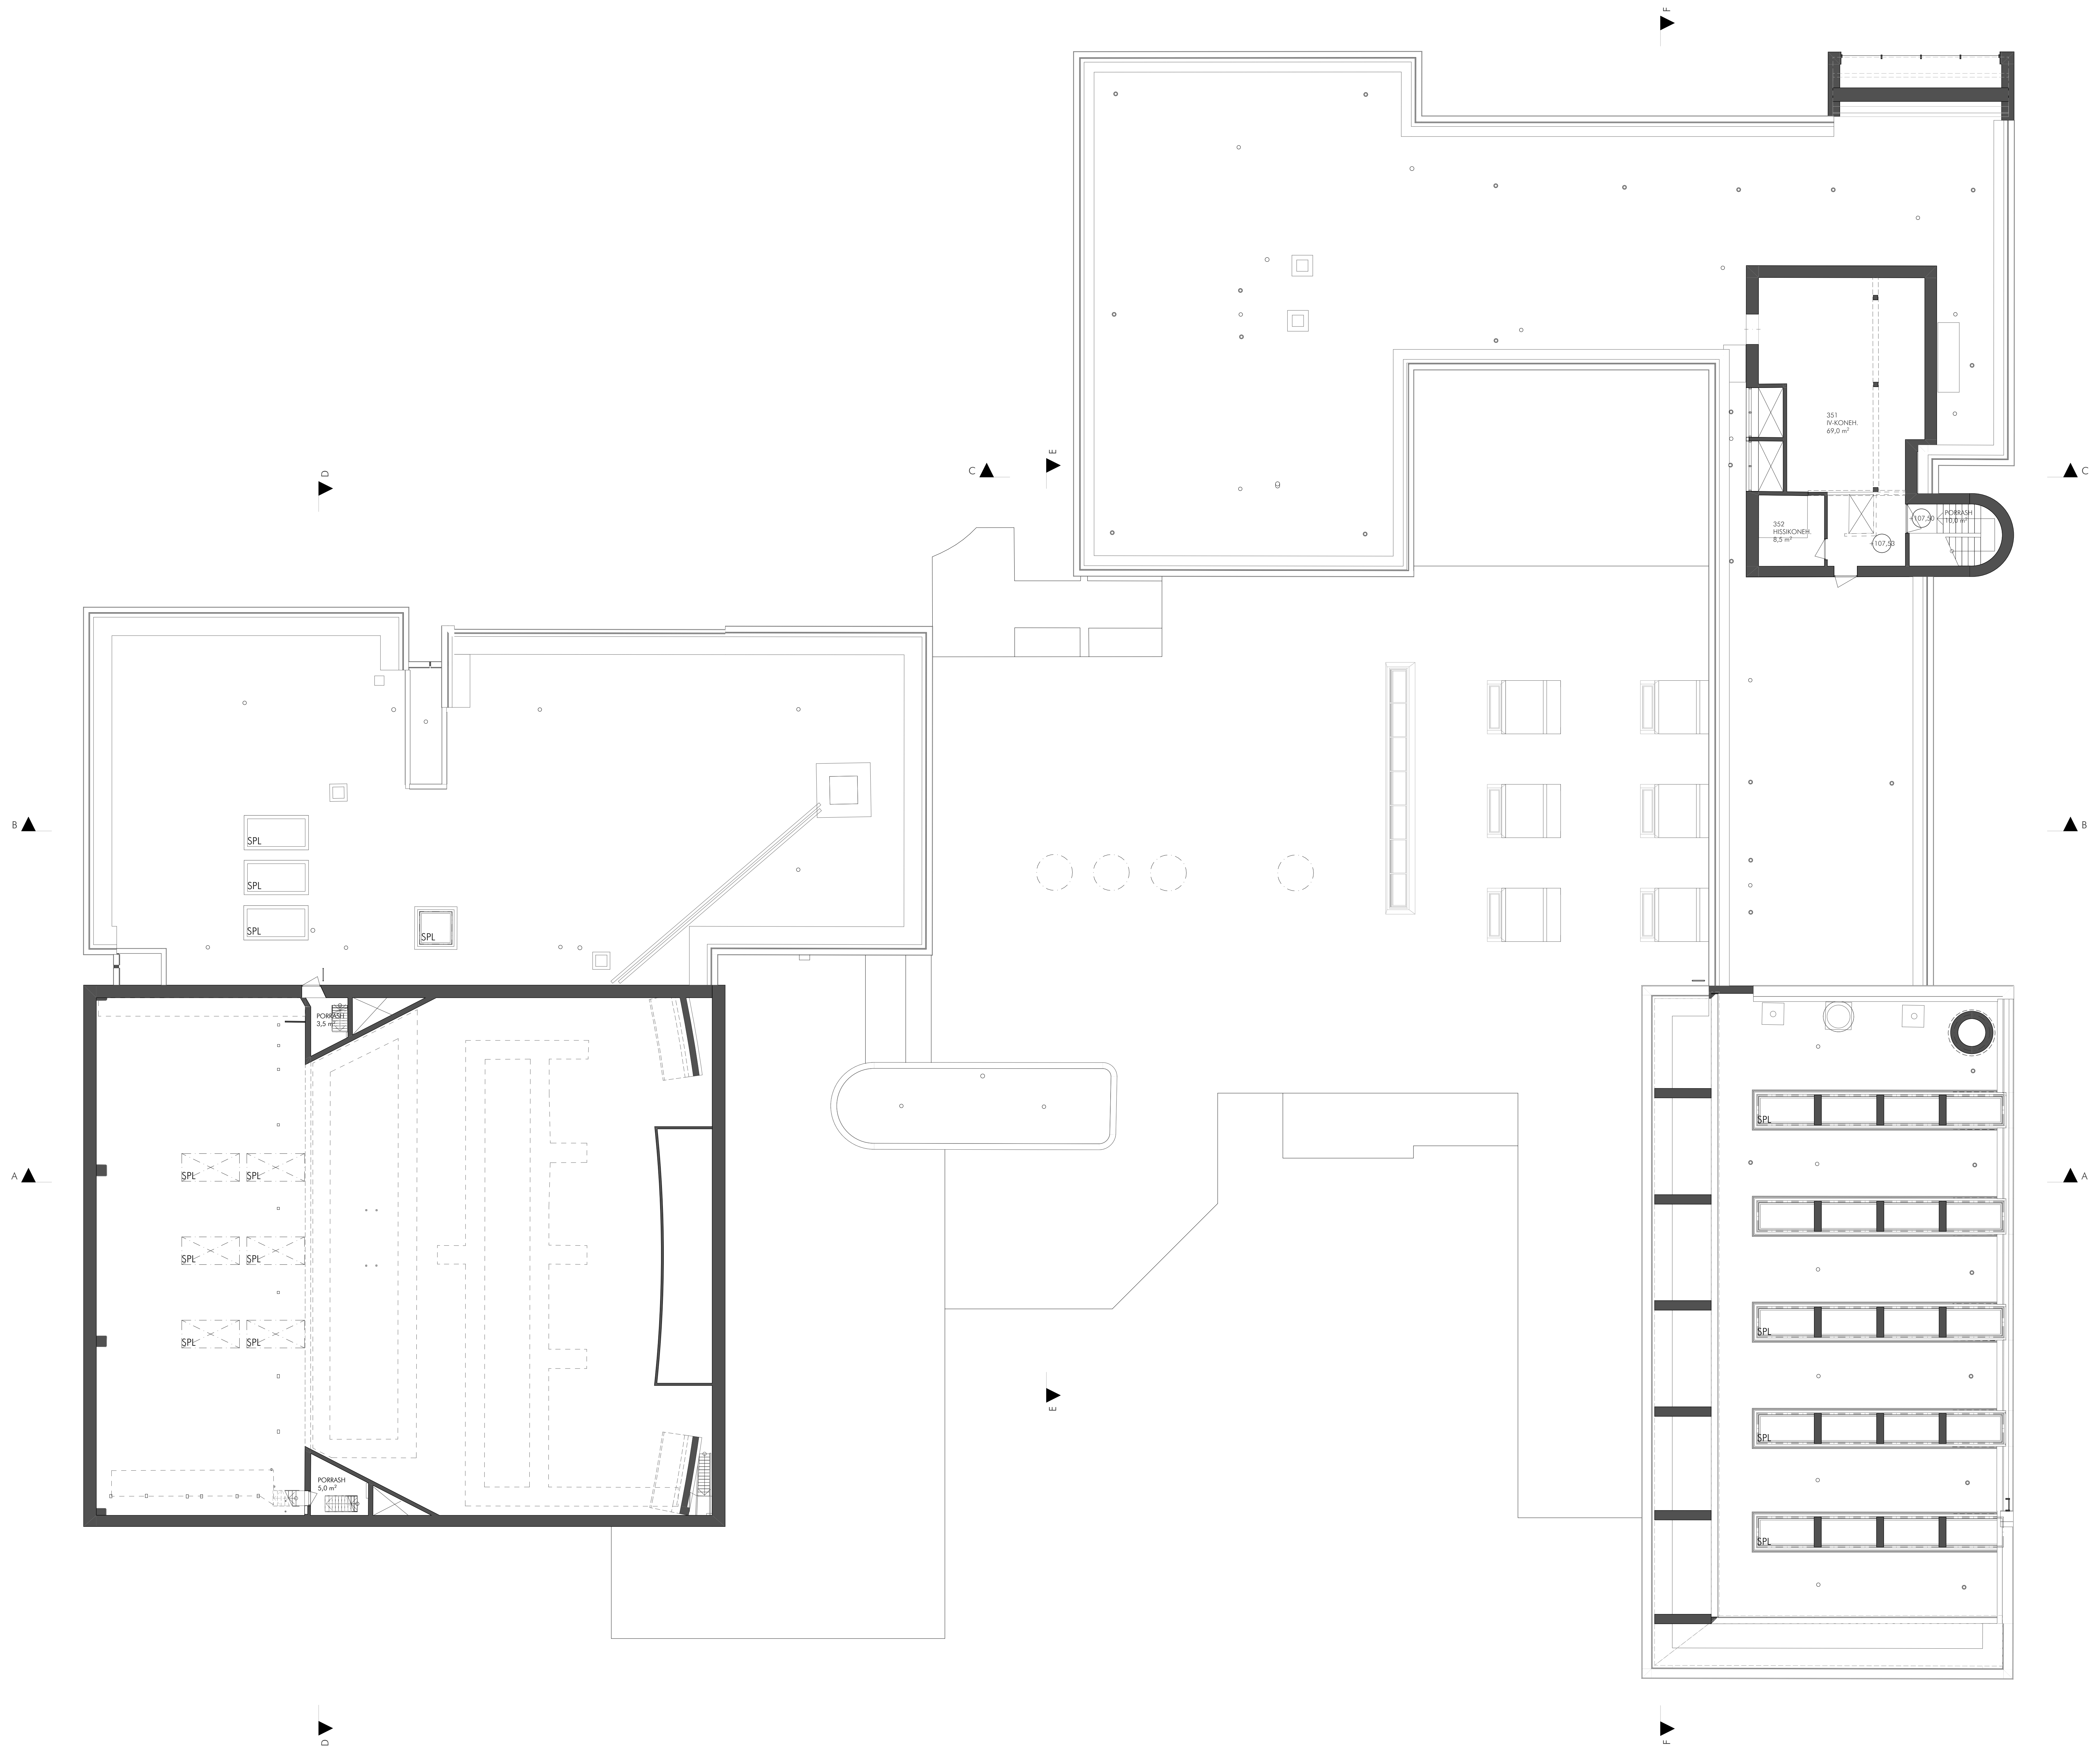 F
D
C
E
C
351
IV-KONEH.
69,0 m²
352
HISSIKONEH.
8,5 m²
+107,50
PORRASH
10,0 m²
+107,53
B
B
SPL
SPL
SPL
SPL
PORRASH
3,5 m²
A
A
SPL
SPL
SPL
SPL
SPL
SPL
SPL
SPL
SPL
SPL
E
PORRASH
5,0 m²
D
F